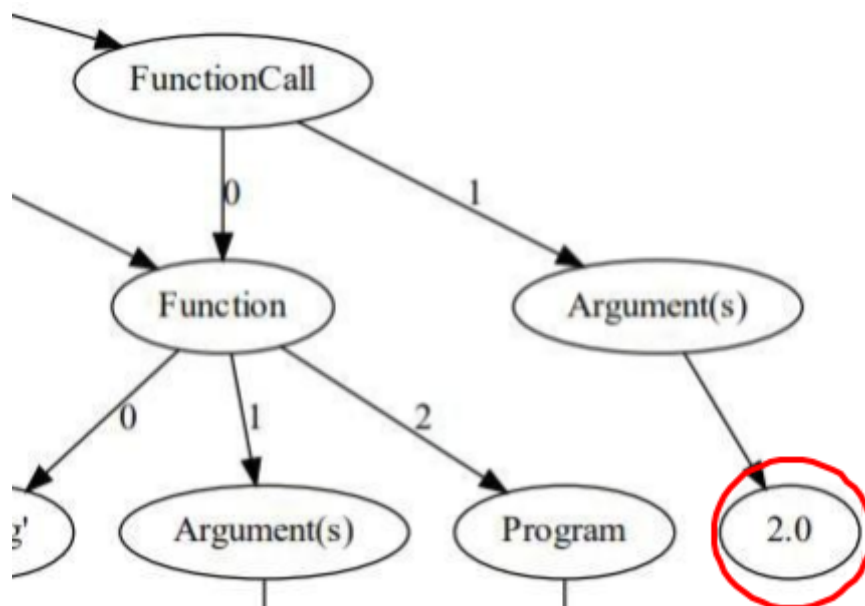 FunctionCall
0
1
Function
Argument(s)
0
1
2
g'
Argument(s)
Program
2.0